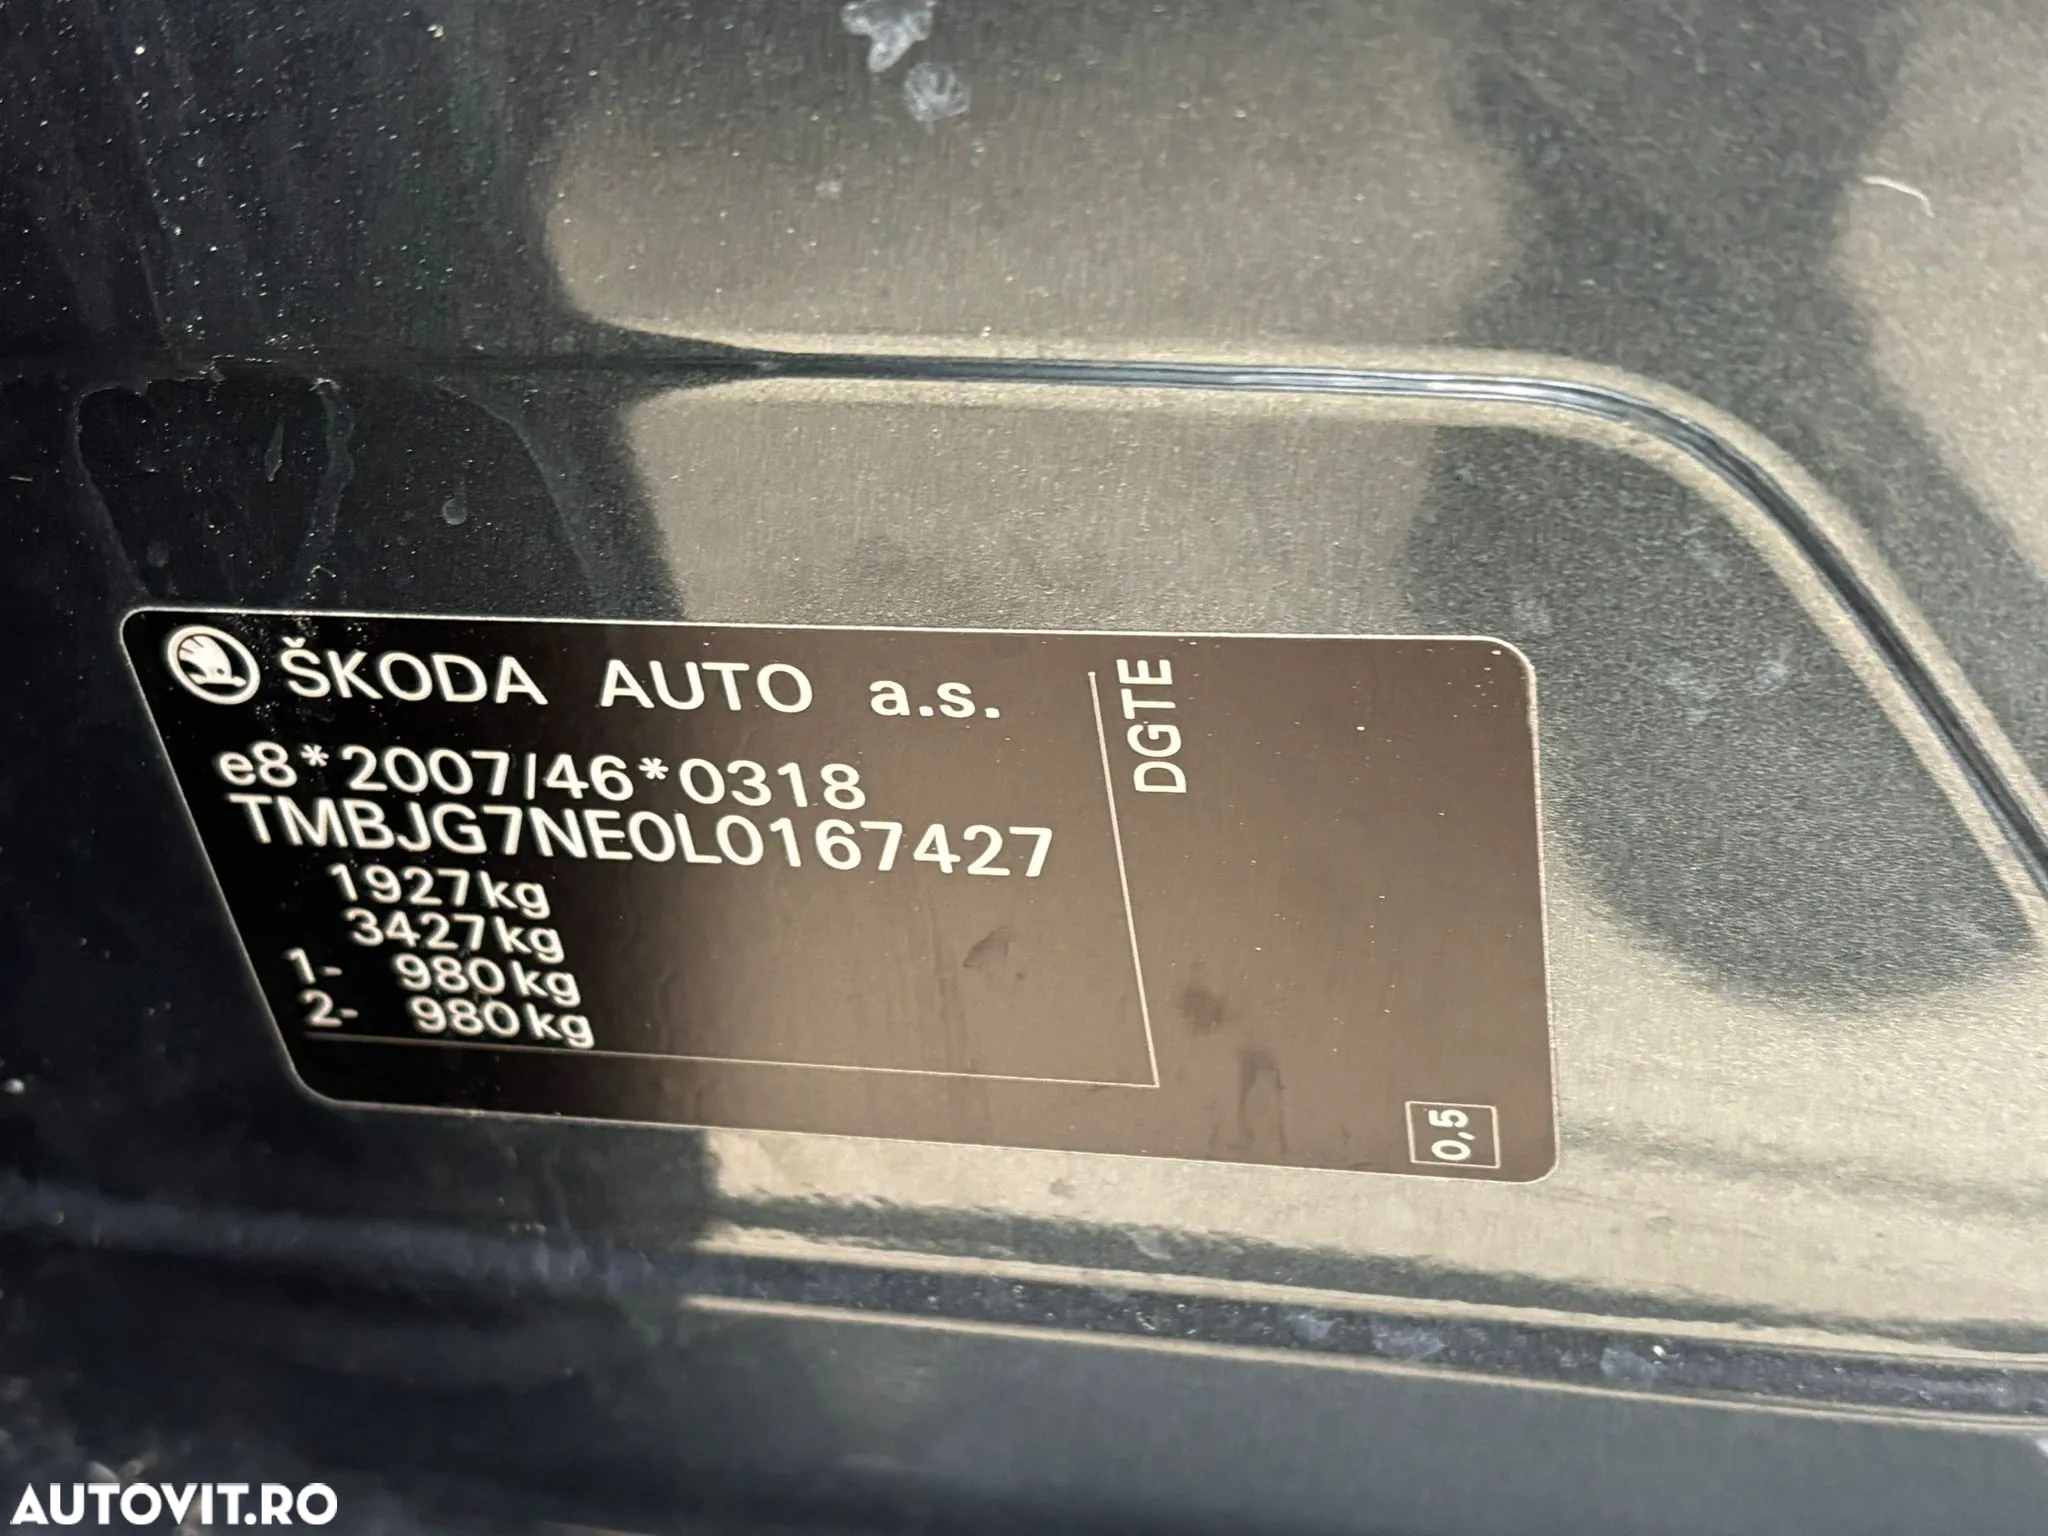 ŠKODA AUTO a.s.
e8*2007/46*0318
TMBJG7NE0L0167427
1927kg
3427kg
1- 980kg
2- 980kg
DGTE
0,5
AUTOVIT.RO